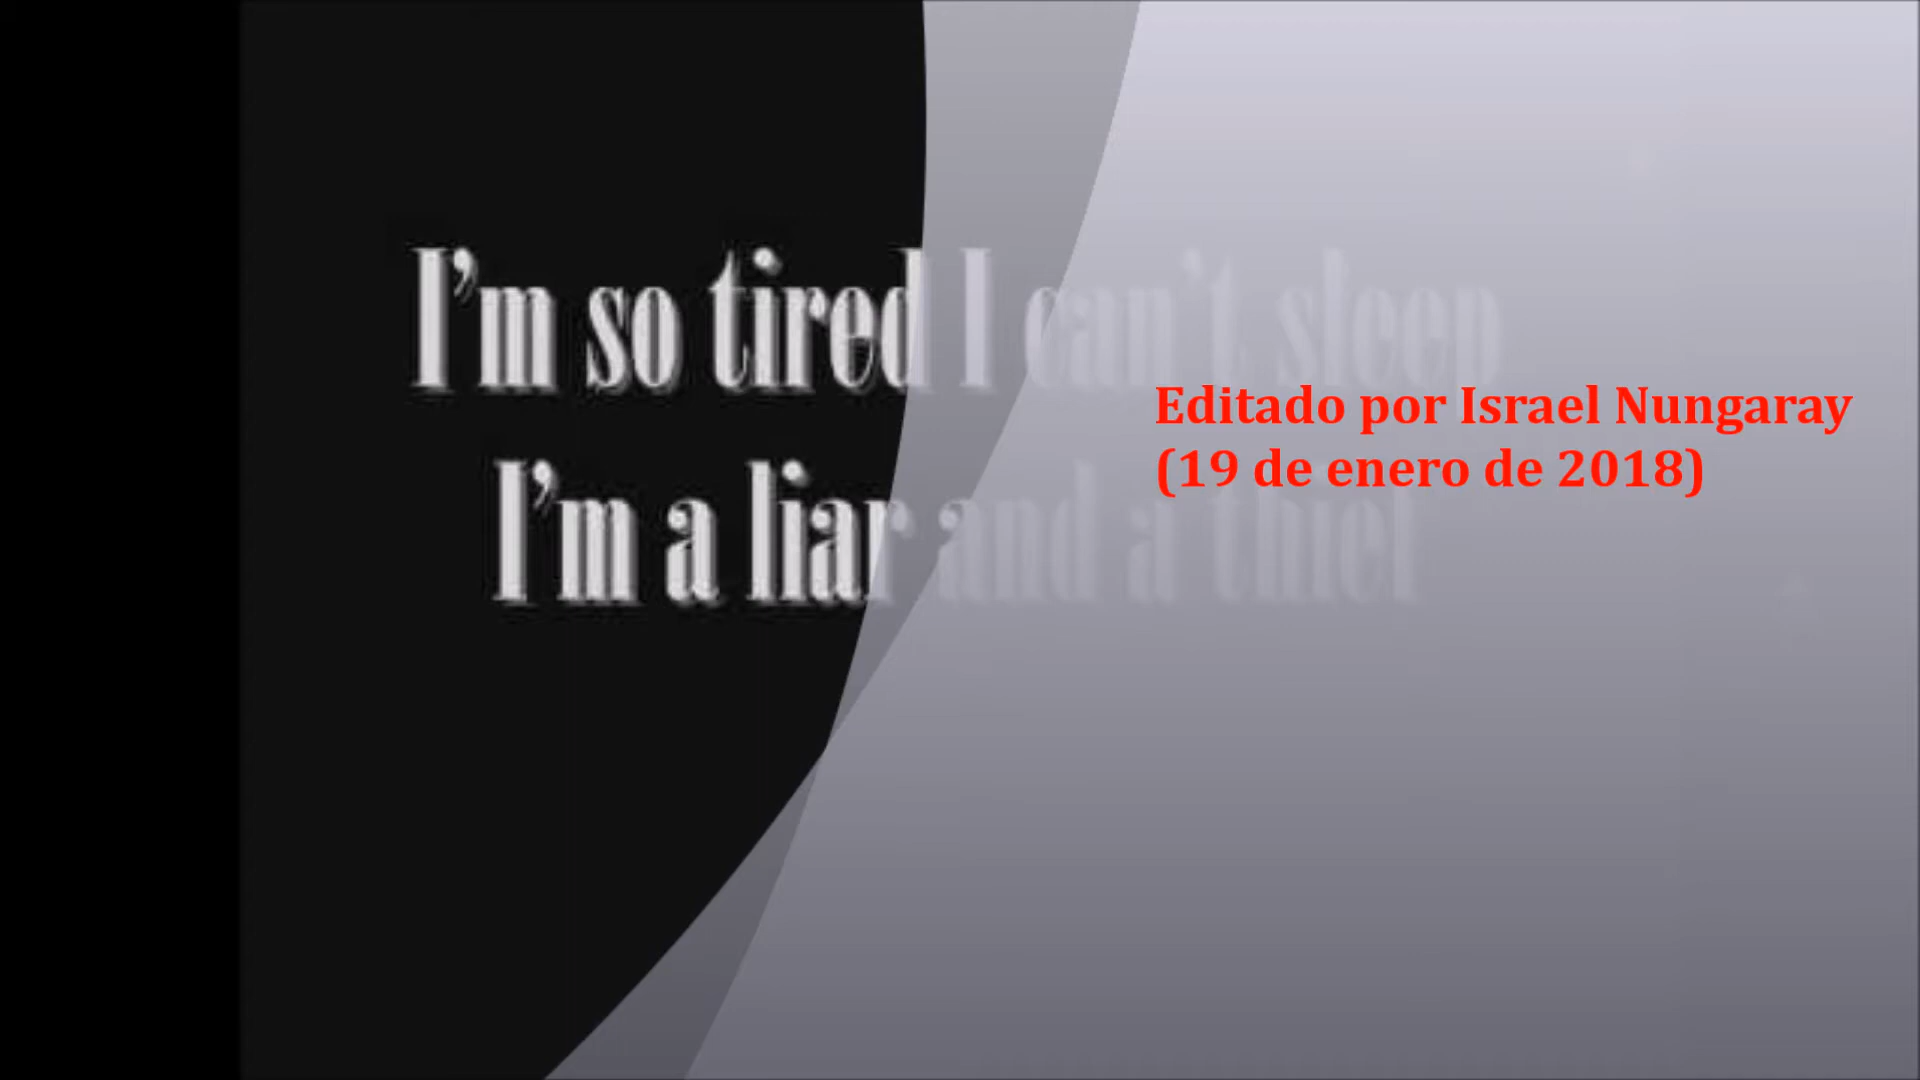 I'm so tired I can't sleep
I'm a liar and a thief
Editado por Israel Nungaray
(19 de enero de 2018)